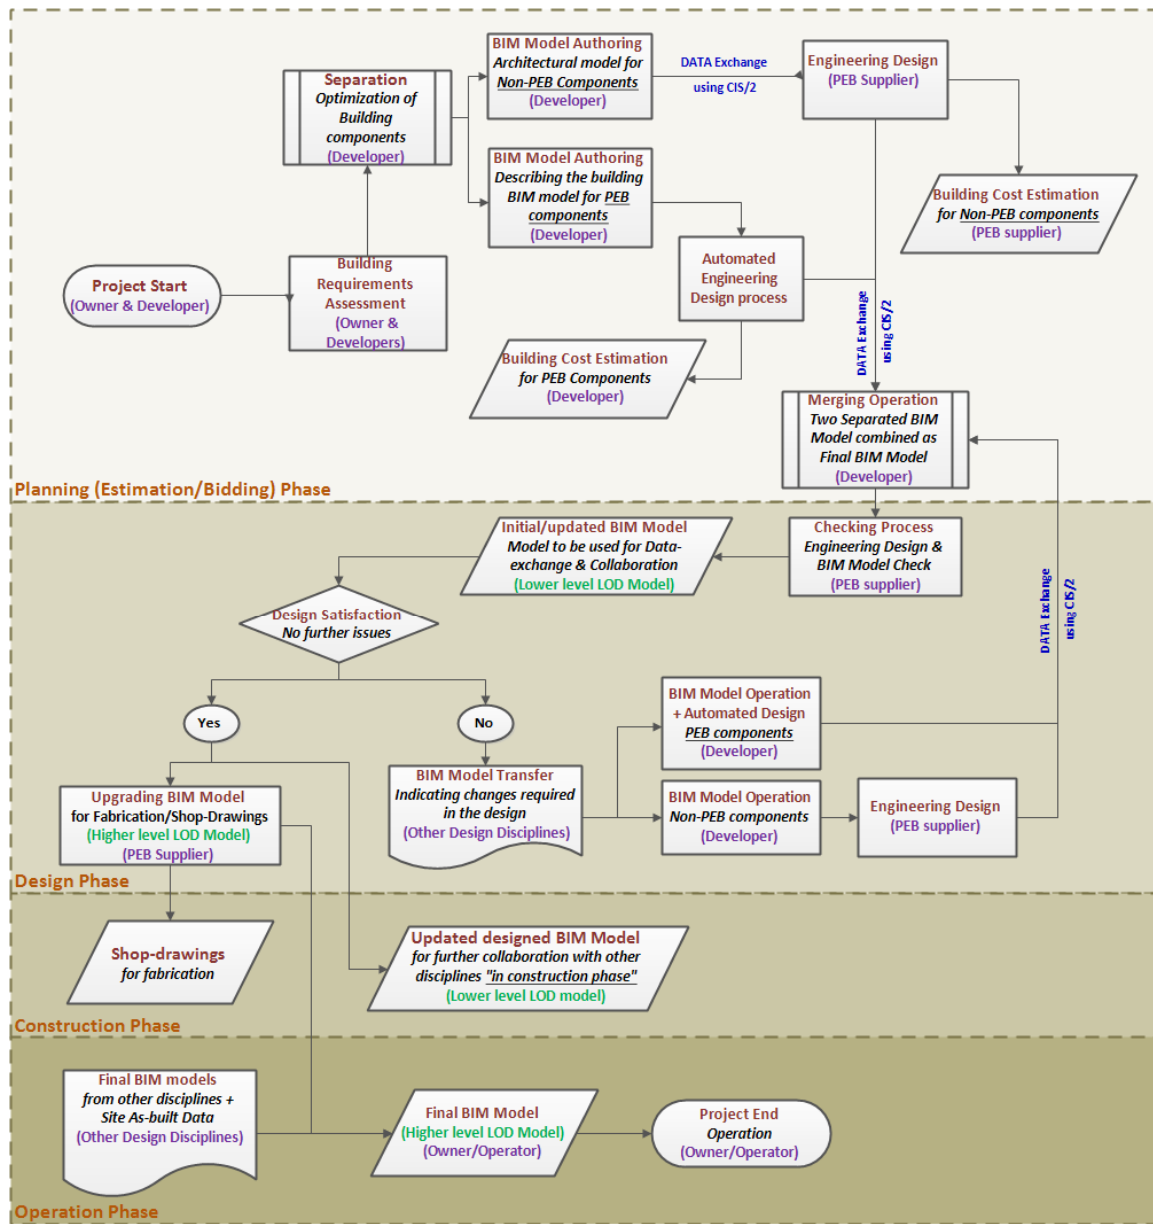 BIM Model Authoring
Architectural model for
Non-PEB Components
(Developer)
DATA Exchange
using CIS/2
Engineering Design
(PEB Supplier)
Separation
Optimization of
Building
components
(Developer)
BIM Model Authoring
Describing the building
BIM model for PEB
components
(Developer)
Building Cost Estimation
for Non-PEB components
(PEB supplier)
Project Start
(Owner & Developer)
Building
Requirements
Assessment
(Owner &
Developers)
Automated
Engineering
Design process
DATA Exchange
using CIS/2
Building Cost Estimation
for PEB Components
(Developer)
Merging Operation
Two Separated BIM
Model combined as
Final BIM Model
(Developer)
Planning (Estimation/Bidding) Phase
Initial/updated BIM Model
Model to be used for Data-
exchange & Collaboration
(Lower level LOD Model)
Checking Process
Engineering Design &
BIM Model Check
(PEB supplier)
DATA Exchange
using CIS/2
Design Satisfaction
No further issues
Yes
No
BIM Model Operation
+ Automated Design
PEB components
(Developer)
Upgrading BIM Model
for Fabrication/Shop-Drawings
(Higher level LOD Model)
(PEB Supplier)
BIM Model Transfer
Indicating changes required
in the design
(Other Design Disciplines)
BIM Model Operation
Non-PEB components
(Developer)
Engineering Design
(PEB supplier)
Design Phase
Shop-drawings
for fabrication
Updated designed BIM Model
for further collaboration with other
disciplines "in construction phase"
(Lower level LOD model)
Construction Phase
Final BIM models
from other disciplines +
Site As-built Data
(Other Design Disciplines)
Final BIM Model
(Higher level LOD Model)
(Owner/Operator)
Project End
Operation
(Owner/Operator)
Operation Phase